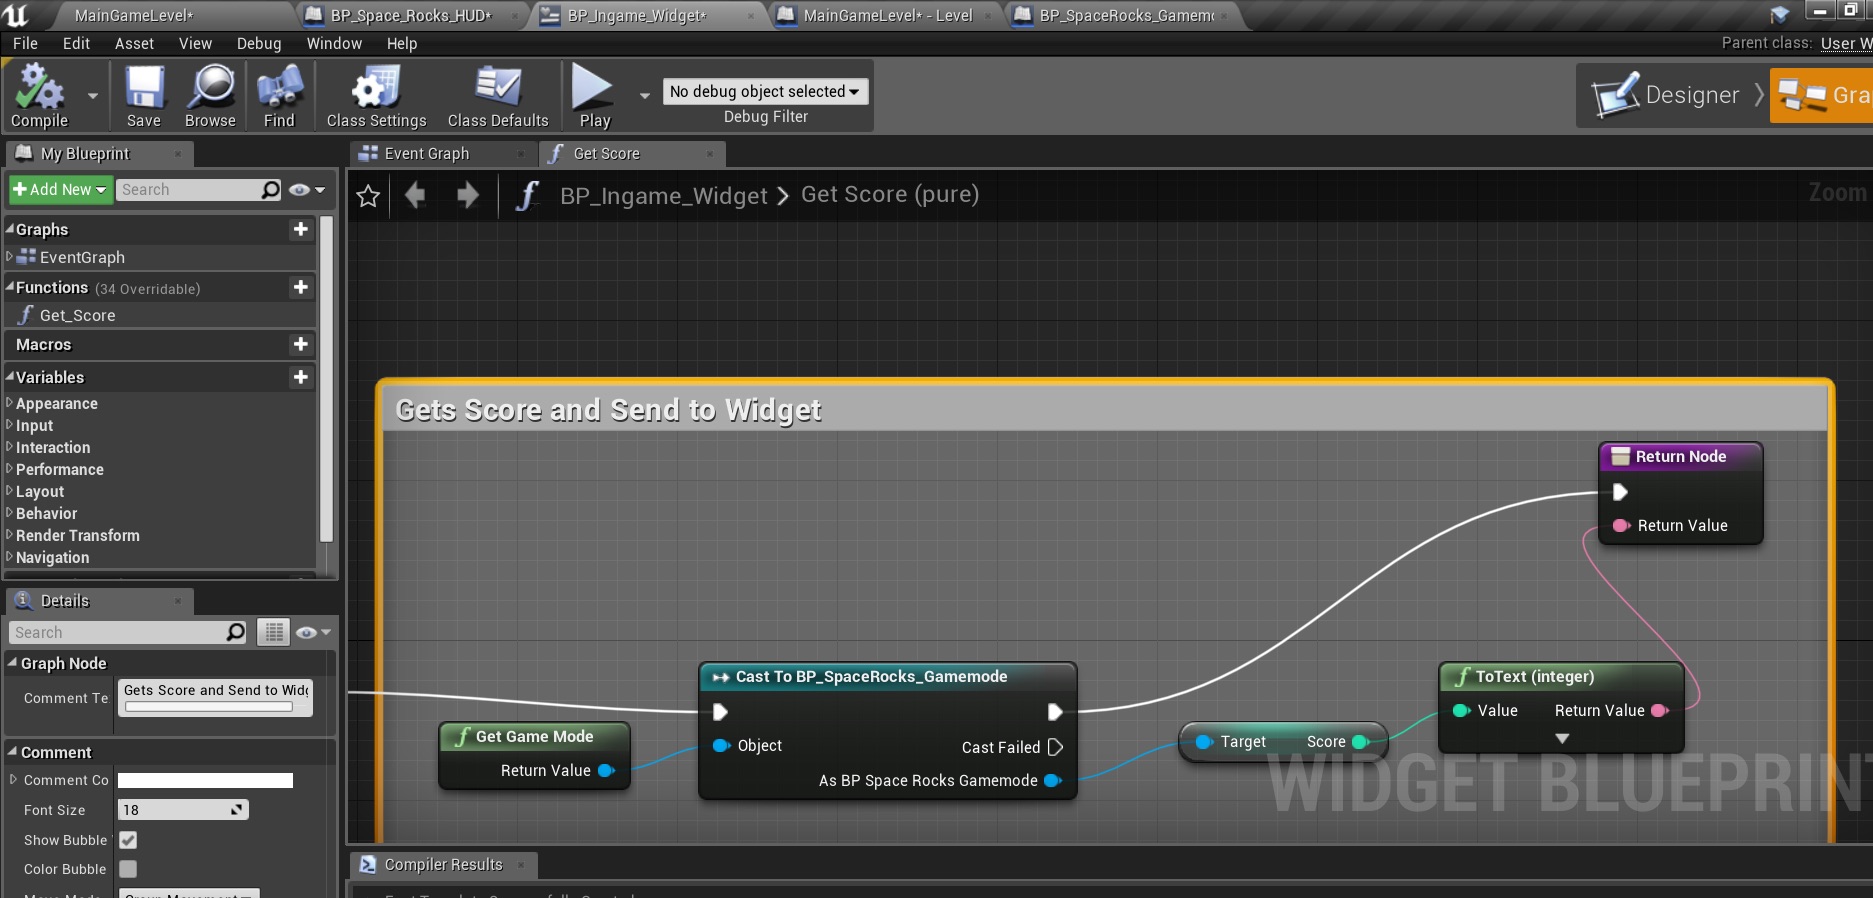 MainGameLevel*
BP_Space_Rocks_HUD*
BP_Ingame_Widget*
MainGameLevel* - Level
BP_SpaceRocks_Gamem
File Edit Asset View Debug Window Help
Parent class: User W
Compile
Save
Browse
Find
Class Settings
Class Defaults
Play
No debug object selected
Debug Filter
Designer
Gra
My Blueprint
Event Graph
Get Score
Add New
Search
BP_Ingame_Widget > Get Score (pure)
Zoom
Graphs
EventGraph
Functions (34 Overridable)
Get_Score
Macros
Variables
Appearance
Input
Interaction
Performance
Layout
Behavior
Render Transform
Navigation
Gets Score and Send to Widget
Return Node
Return Value
Cast To BP_SpaceRocks_Gamemode
Object
Cast Failed
As BP Space Rocks Gamemode
Get Game Mode
Return Value
Target Score
ToText (integer)
Value Return Value
WIDGET BLUEPRIN
Details
Search
Graph Node
Comment Te
Gets Score and Send to Widg
Comment
Comment Co
Font Size
18
Show Bubble
Color Bubble
Compiler Results